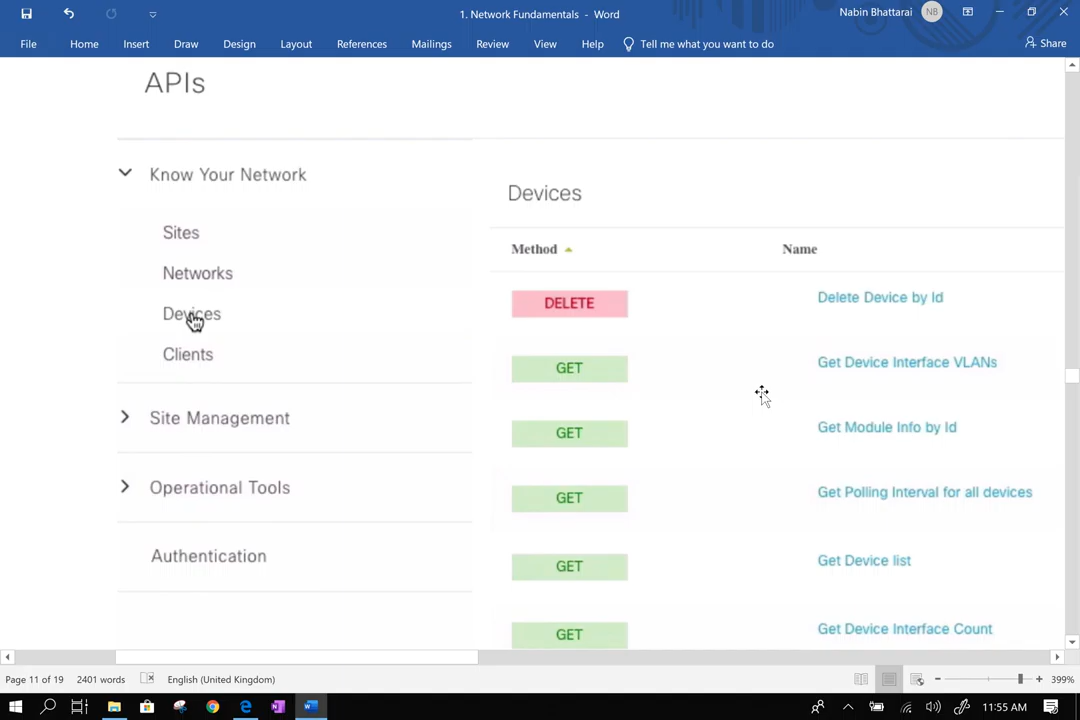 1. Network Fundamentals - Word
Nabin Bhattarai
NB
File
Home
Insert
Draw
Design
Layout
References
Mailings
Review
View
Help
Tell me what you want to do
Share
APIs
Know Your Network
Sites
Networks
Devices
Clients
Site Management
Operational Tools
Authentication
Devices
Method
Name
DELETE
Delete Device by Id
GET
Get Device Interface VLANs
GET
Get Module Info by Id
GET
Get Polling Interval for all devices
GET
Get Device list
GET
Get Device Interface Count
Page 11 of 19
2401 words
English (United Kingdom)
399%
11:55 AM